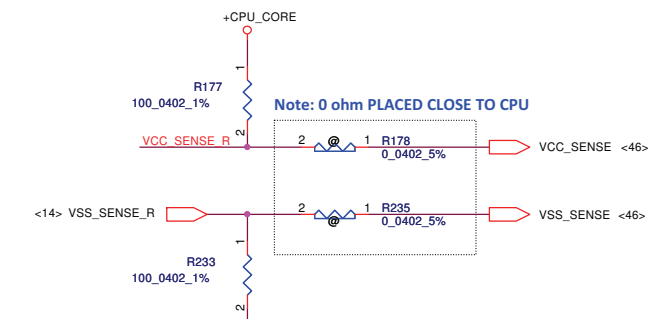 +CPU_CORE
1
R177
100_0402_1%
2
Note: 0 ohm PLACED CLOSE TO CPU
VCC_SENSE_R
2 @ 1 R178
0_0402_5%
VCC_SENSE <46>
<14> VSS_SENSE_R
2 @ 1 R235
0_0402_5%
VSS_SENSE <46>
1
R233
100_0402_1%
2